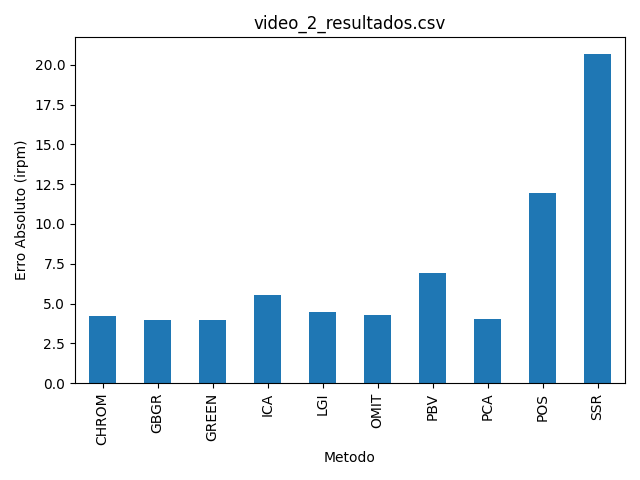 video_2_resultados.csv
Erro Absoluto (irpm)
20.0
17.5
15.0
12.5
10.0
7.5
5.0
2.5
0.0
CHROM
GBGR
GREEN
ICA
LGI
OMIT
PBV
PCA
POS
SSR
Metodo